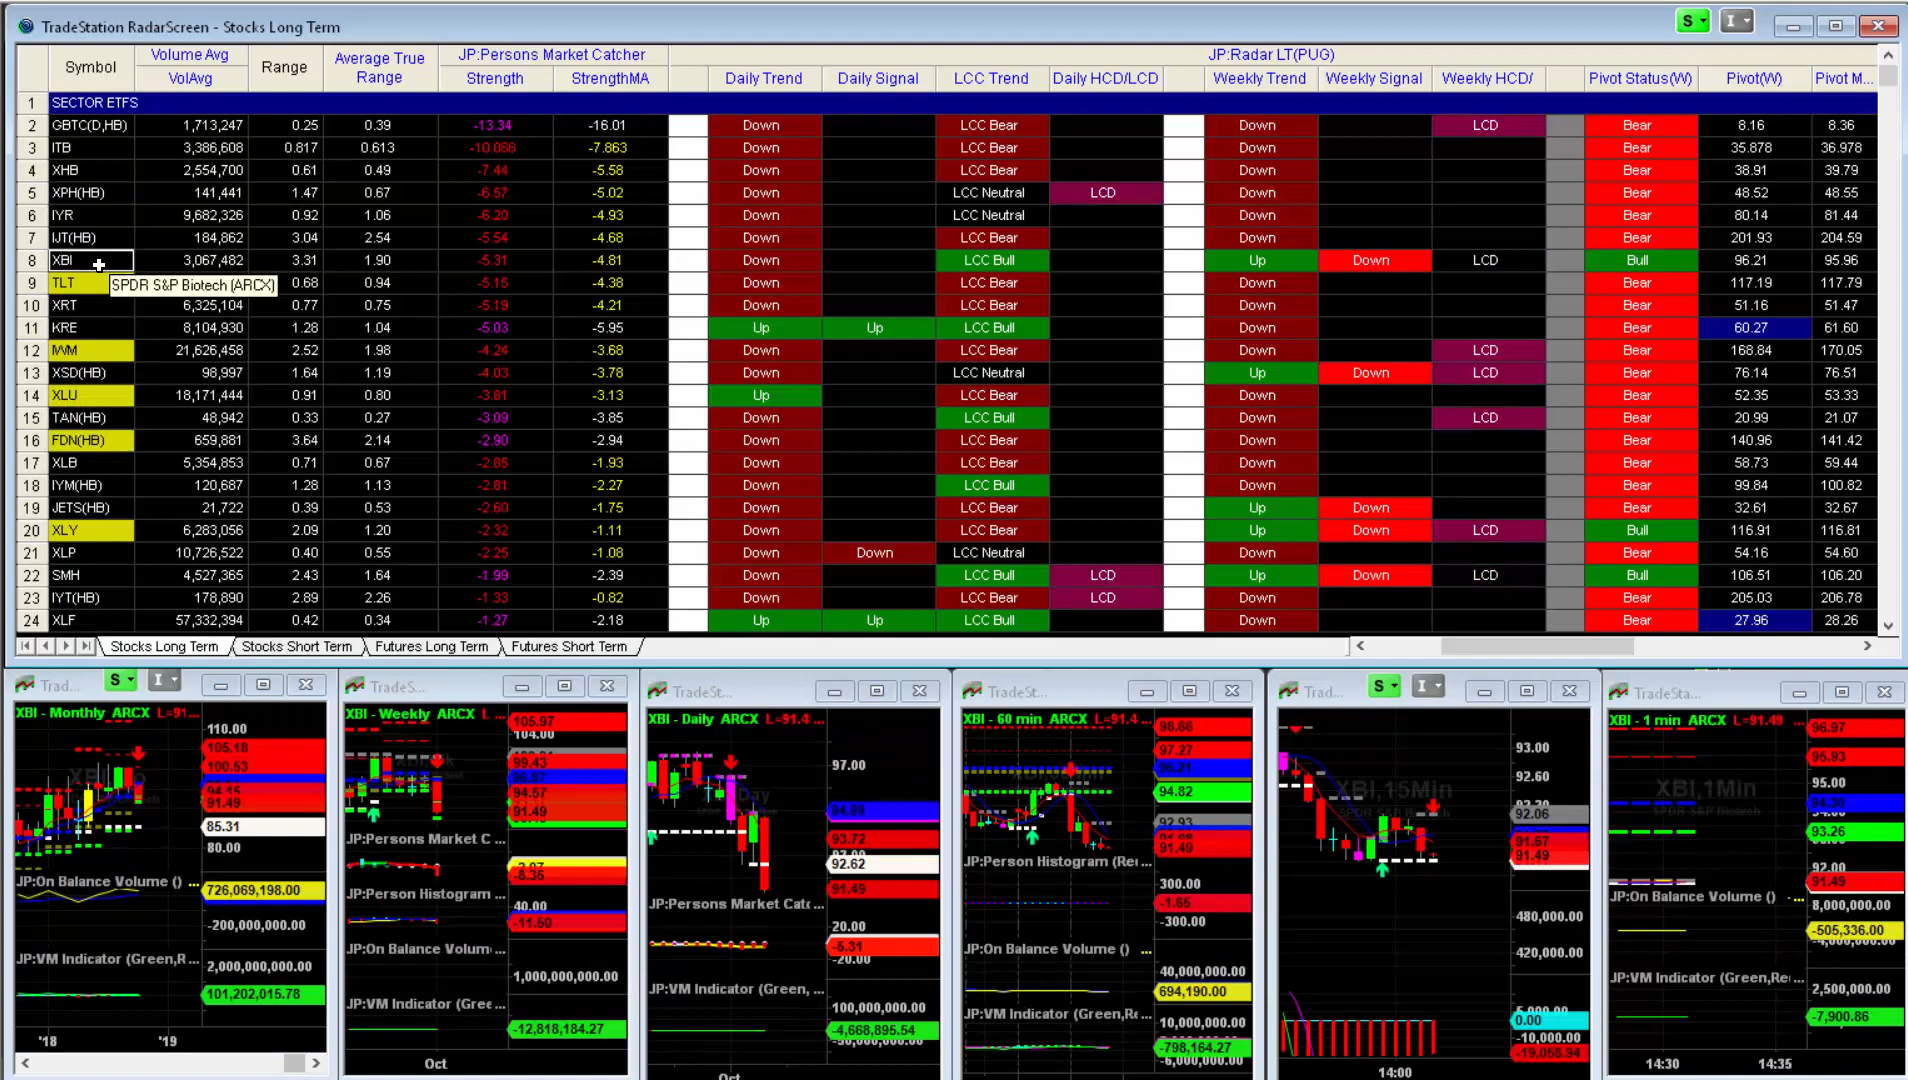 TradeStation RadarScreen - Stocks Long Term
S I
Symbol Volume Avg VolAvg Range Average True Range JP:Persons Market Catcher Strength StrengthMA JP:Radar LT(PUG) Daily Trend Daily Signal LCC Trend Daily HCD/LCD Weekly Trend Weekly Signal Weekly HCD/ Pivot Status(W) Pivot(W) Pivot M...
1 SECTOR ETFS
2 GBTC(D,HB) 1,713,247 0.25 0.39 -13.34 -16.01 Down LCC Bear Down LCD Bear 8.16 8.36
3 ITB 3,386,608 0.817 0.613 -10.066 -7.863 Down LCC Bear Down Bear 35.878 36.978
4 XHB 2,554,700 0.61 0.49 -7.44 -5.58 Down LCC Bear Down Bear 38.91 39.79
5 XPH(HB) 141,441 1.47 0.67 -6.57 -5.02 Down LCC Neutral LCD Down Bear 48.52 48.55
6 IYR 9,682,326 0.92 1.06 -6.20 -4.93 Down LCC Neutral Down Bear 80.14 81.44
7 IJT(HB) 184,862 3.04 2.54 -5.54 -4.68 Down LCC Bear Down Bear 201.93 204.59
8 XBI 3,067,482 3.31 1.90 -5.31 -4.81 Down LCC Bull Up Down LCD Bull 96.21 95.96
9 TLT SPDR S&P Biotech (ARCX) 0.68 0.94 -5.15 -4.38 Down LCC Bear Down Bear 117.19 117.79
10 XRT 6,325,104 0.77 0.75 -5.19 -4.21 Down LCC Bear Down Bear 51.16 51.47
11 KRE 8,104,930 1.28 1.04 -5.03 -5.95 Up Up LCC Bull Down Bear 60.27 61.60
12 IWM 21,626,458 2.52 1.98 -4.24 -3.68 Down LCC Bear Down LCD Bear 168.84 170.05
13 XSD(HB) 98,997 1.64 1.19 -4.03 -3.78 Down LCC Neutral Up Down LCD Bear 76.14 76.51
14 XLU 18,171,444 0.91 0.80 -3.81 -3.13 Up LCC Bear Down Bear 52.35 53.33
15 TAN(HB) 48,942 0.33 0.27 -3.09 -3.85 Down LCC Bull Down LCD Bear 20.99 21.07
16 FDN(HB) 659,881 3.64 2.14 -2.90 -2.94 Down LCC Bear Down Bear 140.96 141.42
17 XLB 5,354,853 0.71 0.67 -2.85 -1.93 Down LCC Bear Down Bear 58.73 59.44
18 IYM(HB) 120,687 1.28 1.13 -2.81 -2.27 Down LCC Bull Down Bear 99.84 100.82
19 JETS(HB) 21,722 0.39 0.53 -2.60 -1.75 Down LCC Bear Up Down Bear 32.61 32.67
20 XLY 6,283,056 2.09 1.20 -2.32 -1.11 Down LCC Bear Up Down LCD Bull 116.91 116.81
21 XLP 10,726,522 0.40 0.55 -2.25 -1.08 Down Down LCC Neutral Down Bear 54.16 54.60
22 SMH 4,527,365 2.43 1.64 -1.99 -2.39 Down LCC Bull LCD Up Down LCD Bull 106.51 106.20
23 IYT(HB) 178,890 2.89 2.26 -1.33 -0.82 Down LCC Bear LCD Down Bear 205.03 206.78
24 XLF 57,332,394 0.42 0.34 -1.27 -2.18 Up Up LCC Bull Down Bear 27.96 28.26
Stocks Long Term Stocks Short Term Futures Long Term Futures Short Term
Trad... S I
XBI - Monthly ARCX L=91...
110.00
105.18
100.53
91.49
85.31
80.00
JP:On Balance Volume () ...
726,069,198.00
-200,000,000.00
JP:VM Indicator (Green,R...
2,000,000,000.00
101,202,015.78
'18 '19
TradeS...
XBI - Weekly ARCX L ...
105.97
104.00
99.43
94.57
91.49
JP:Persons Market C ...
-8.36
JP:Person Histogram ...
40.00
-11.50
JP:On Balance Volum...
1,000,000,000.00
JP:VM Indicator (Gree...
-12,818,184.27
Oct
TradeSt...
XBI - Daily ARCX L=91.4 ...
97.00
94.99
93.72
92.62
91.49
JP:Persons Market Catc ...
20.00
-5.31
-20.00
JP:VM Indicator (Green, ...
100,000,000.00
-4,668,895.54
Oct
TradeSt...
XBI - 60 min ARCX L=91.4 ...
98.66
97.27
96.21
94.82
92.93
91.49
JP:Person Histogram (Re...
300.00
-1.65
-300.00
JP:On Balance Volume () ...
40,000,000.00
694,190.00
JP:VM Indicator (Green,Re...
10,000,000.00
-798,164.27
Trad... S I
XBI,15Min
SPDR S&P Biotech
93.00
92.60
92.06
91.67
91.49
480,000.00
420,000.00
0.00
-10,000.00
-19,058.94
14:00
TradeSta...
XBI - 1 min ARCX L=91.49 ...
XBI,1Min
96.97
95.93
95.00
94.30
93.26
92.00
91.49
JP:On Balance Volume () ...
8,000,000.00
-505,336.00
JP:VM Indicator (Green,Re...
2,500,000.00
-7,900.86
14:30 14:35